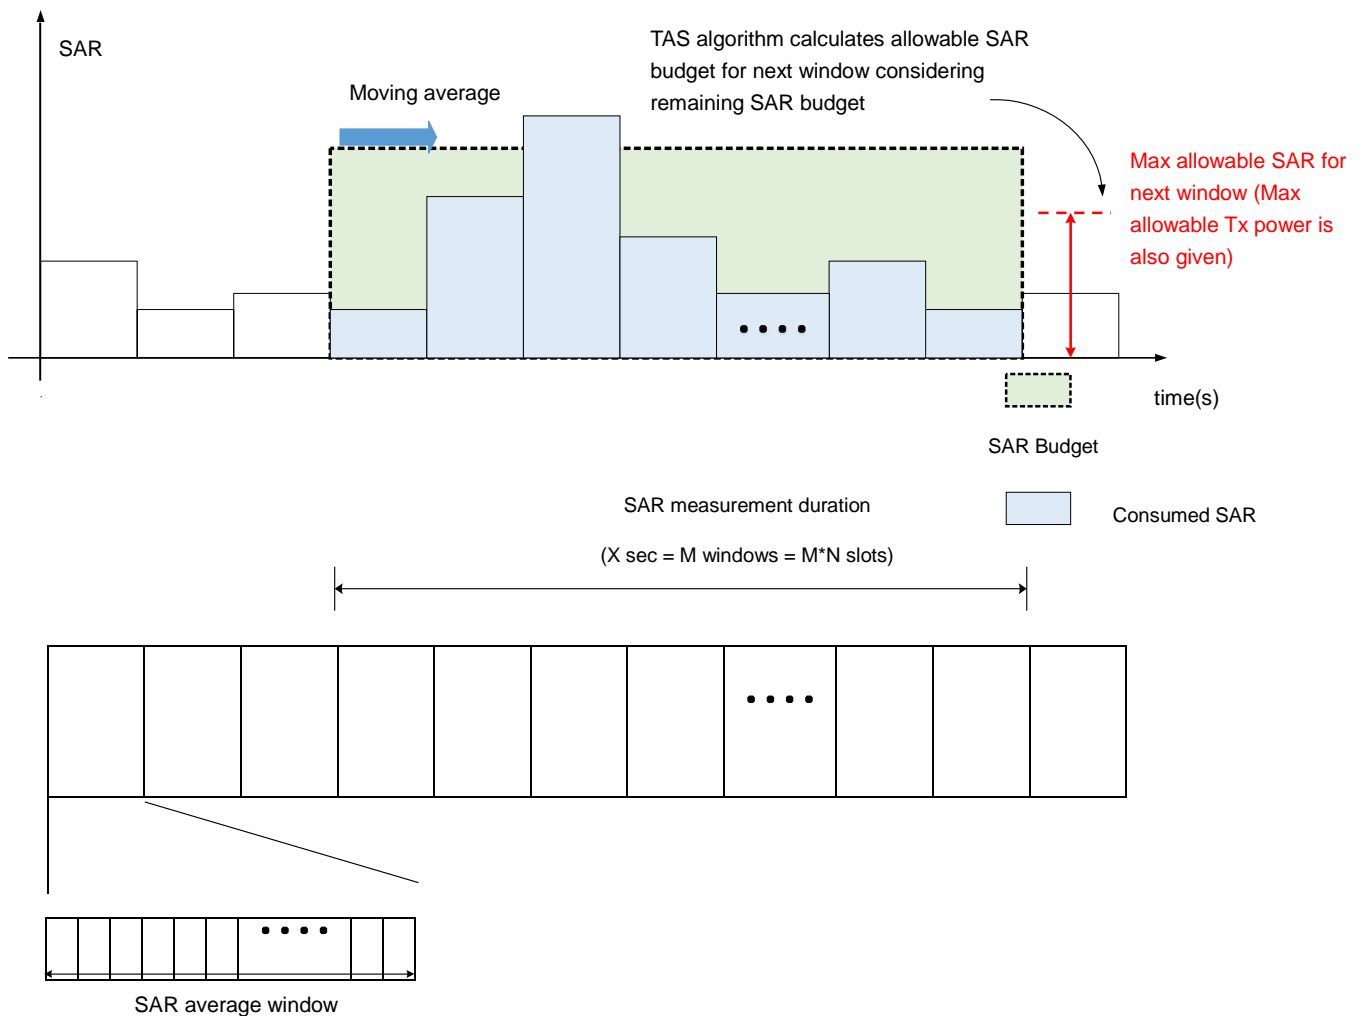 SAR
TAS algorithm calculates allowable SAR
budget for next window considering
remaining SAR budget
Moving average
Max allowable SAR for
next window (Max
allowable Tx power is
also given)
time(s)
SAR Budget
SAR measurement duration
Consumed SAR
(X sec = M windows = M*N slots)
SAR average window